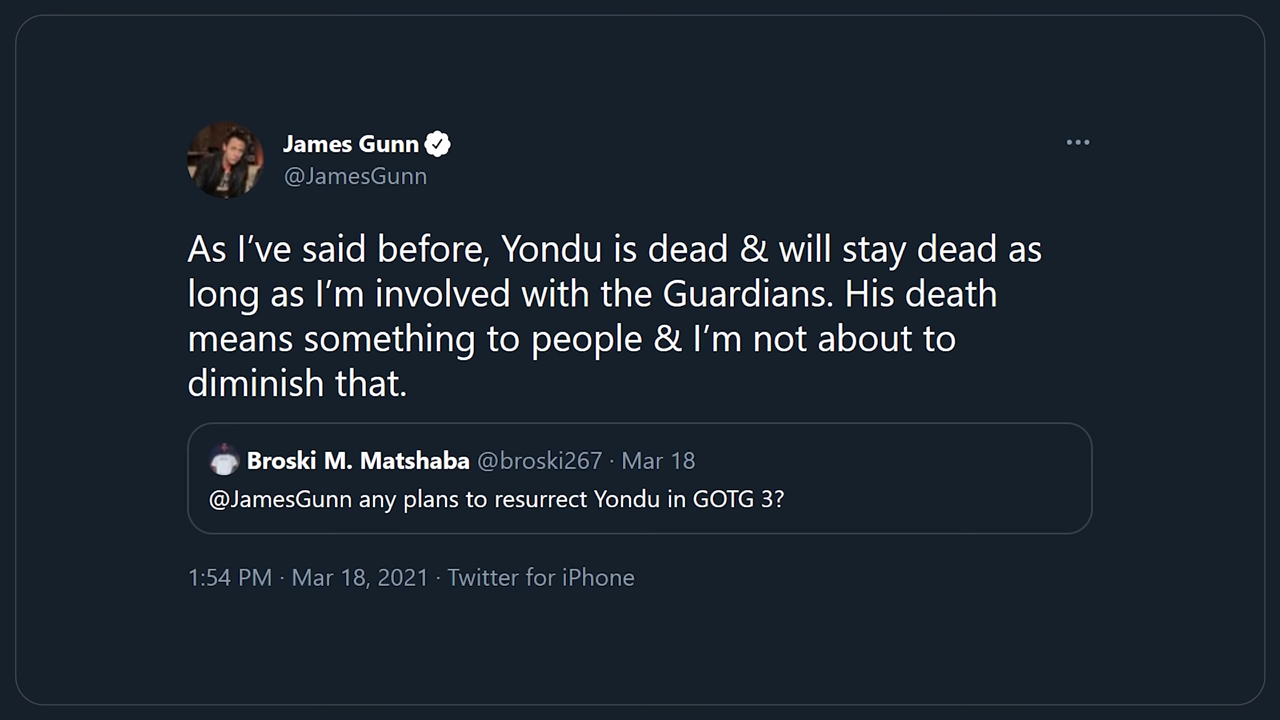 James Gunn
@JamesGunn
As I’ve said before, Yondu is dead & will stay dead as
long as I’m involved with the Guardians. His death
means something to people & I’m not about to
diminish that.
Broski M. Matshaba @broski267 · Mar 18
@JamesGunn any plans to resurrect Yondu in GOTG 3?
1:54 PM · Mar 18, 2021 · Twitter for iPhone